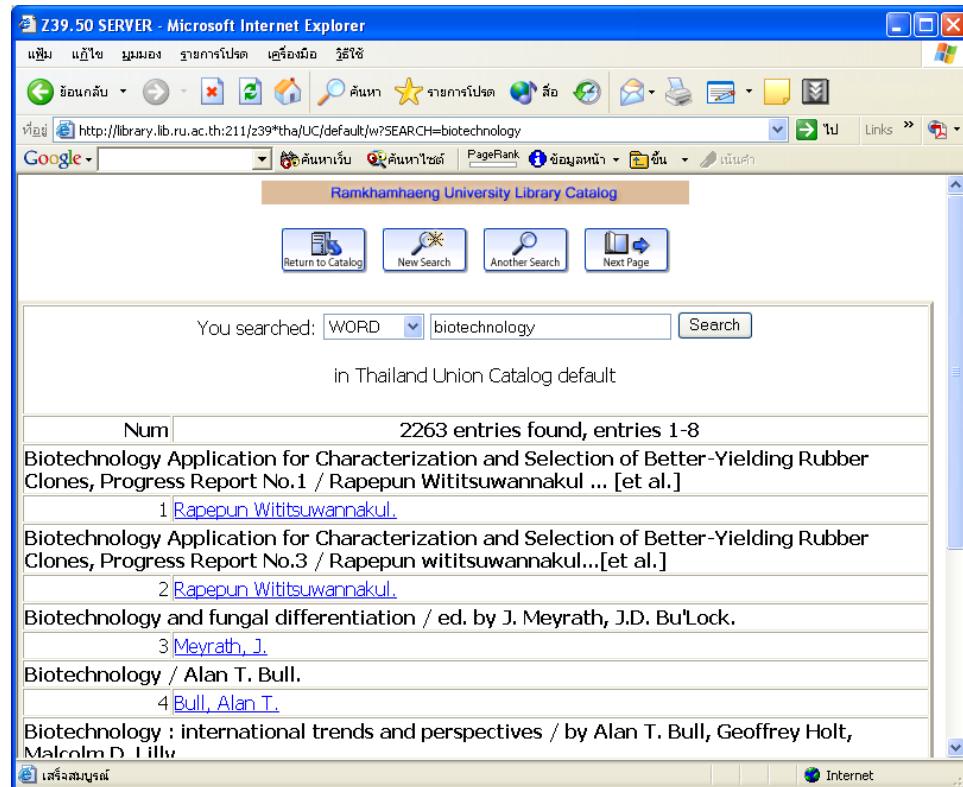 Z39.50 SERVER - Microsoft Internet Explorer
แฟ้ม แก้ไข มุมมอง รายการโปรด เครื่องมือ วิธีใช้
ย้อนกลับ ค้นหา รายการโปรด สื่อ
ที่อยู่ http://library.lib.ru.ac.th:211/z39*tha/UC/default/w?SEARCH=biotechnology ไป Links »
Google ค้นหาเว็บ ค้นหาไซต์ PageRank ข้อมูลหน้า ขึ้น เน้นคำ
Ramkhamhaeng University Library Catalog
Return to Catalog New Search Another Search Next Page
You searched: WORD biotechnology Search
in Thailand Union Catalog default
Num 2263 entries found, entries 1-8
Biotechnology Application for Characterization and Selection of Better-Yielding Rubber
Clones, Progress Report No.1 / Rapepun Wititsuwannakul ... [et al.]
1 Rapepun Wititsuwannakul.
Biotechnology Application for Characterization and Selection of Better-Yielding Rubber
Clones, Progress Report No.3 / Rapepun wititsuwannakul...[et al.]
2 Rapepun Wititsuwannakul.
Biotechnology and fungal differentiation / ed. by J. Meyrath, J.D. Bu'Lock.
3 Meyrath, J.
Biotechnology / Alan T. Bull.
4 Bull, Alan T.
Biotechnology : international trends and perspectives / by Alan T. Bull, Geoffrey Holt,
Malcolm D. Lilly
เสร็จสมบูรณ์ Internet